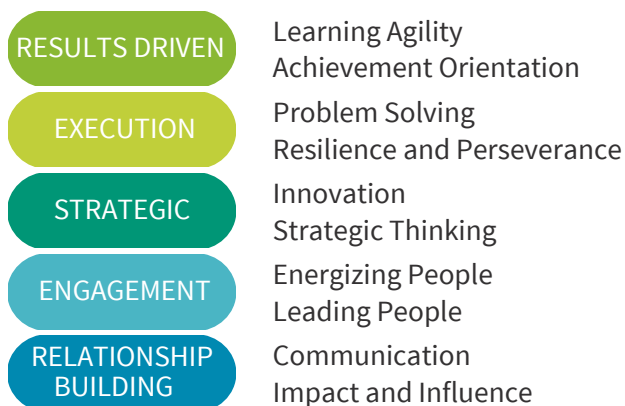 RESULTS DRIVEN
Learning Agility
Achievement Orientation
EXECUTION
Problem Solving
Resilience and Perseverance
STRATEGIC
Innovation
Strategic Thinking
ENGAGEMENT
Energizing People
Leading People
RELATIONSHIP
BUILDING
Communication
Impact and Influence